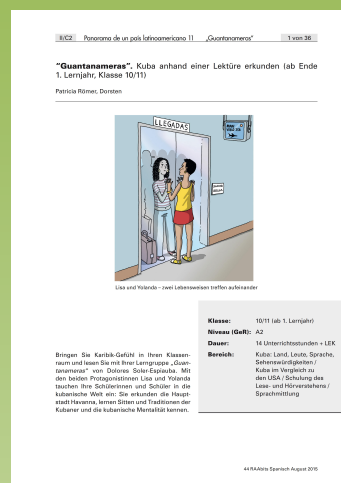 II/C2 Panorama de un país latinoamericano 11 „Guantanameras“ 1 von 36
“Guantanameras”. Kuba anhand einer Lektüre erkunden (ab Ende
1. Lernjahr, Klasse 10/11)
Patricia Römer, Dorsten
LLEGADAS
Lisa und Yolanda – zwei Lebensweisen treffen aufeinander
Klasse: 10/11 (ab 1. Lernjahr)
Niveau (GeR): A2
Dauer: 14 Unterrichtsstunden + LEK
Bereich: Kuba: Land, Leute, Sprache,
Sehenswürdigkeiten /
Kuba im Vergleich zu
den USA / Schulung des
Lese- und Hörverstehens /
Sprachmittlung
Bringen Sie Karibik-Gefühl in Ihren Klassen-
raum und lesen Sie mit Ihrer Lerngruppe „Guan-
tanameras“ von Dolores Soler-Espiauba. Mit
den beiden Protagonistinnen Lisa und Yolanda
tauchen Ihre Schülerinnen und Schüler in die
kubanische Welt ein: Sie erkunden die Haupt-
stadt Havanna, lernen Sitten und Traditionen der
Kubaner und die kubanische Mentalität kennen.
44 RAAbits Spanisch August 2015